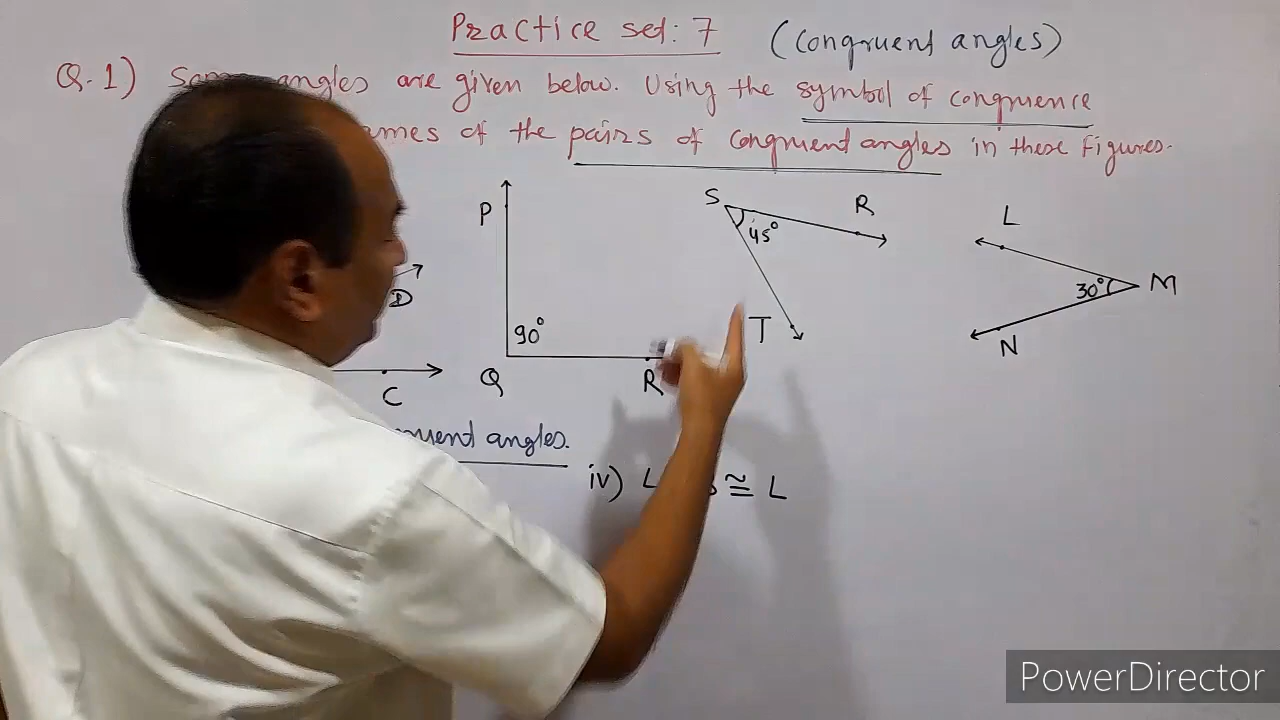 Practice set: 7 (Congruent angles)
Q.1) angles are given below. Using the symbol of congruence
of the pairs of congruent angles in these figures.
P
S
R
45°
L
M
30°
D
90°
T
N
Q
R
C
angles.
iv) ≅ L
PowerDirector